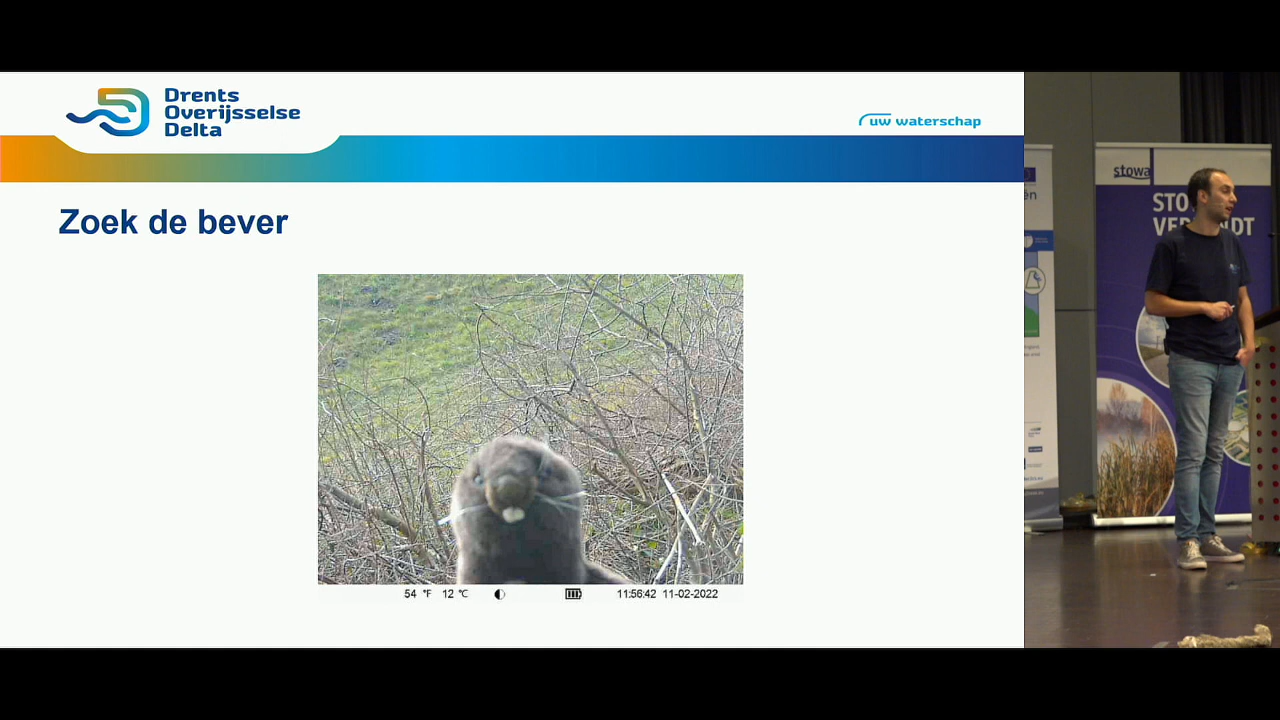 Drents
Overijsselse
Delta
uw waterschap
Zoek de bever
54 °F 12 °C
11:56:42 11-02-2022
stowa